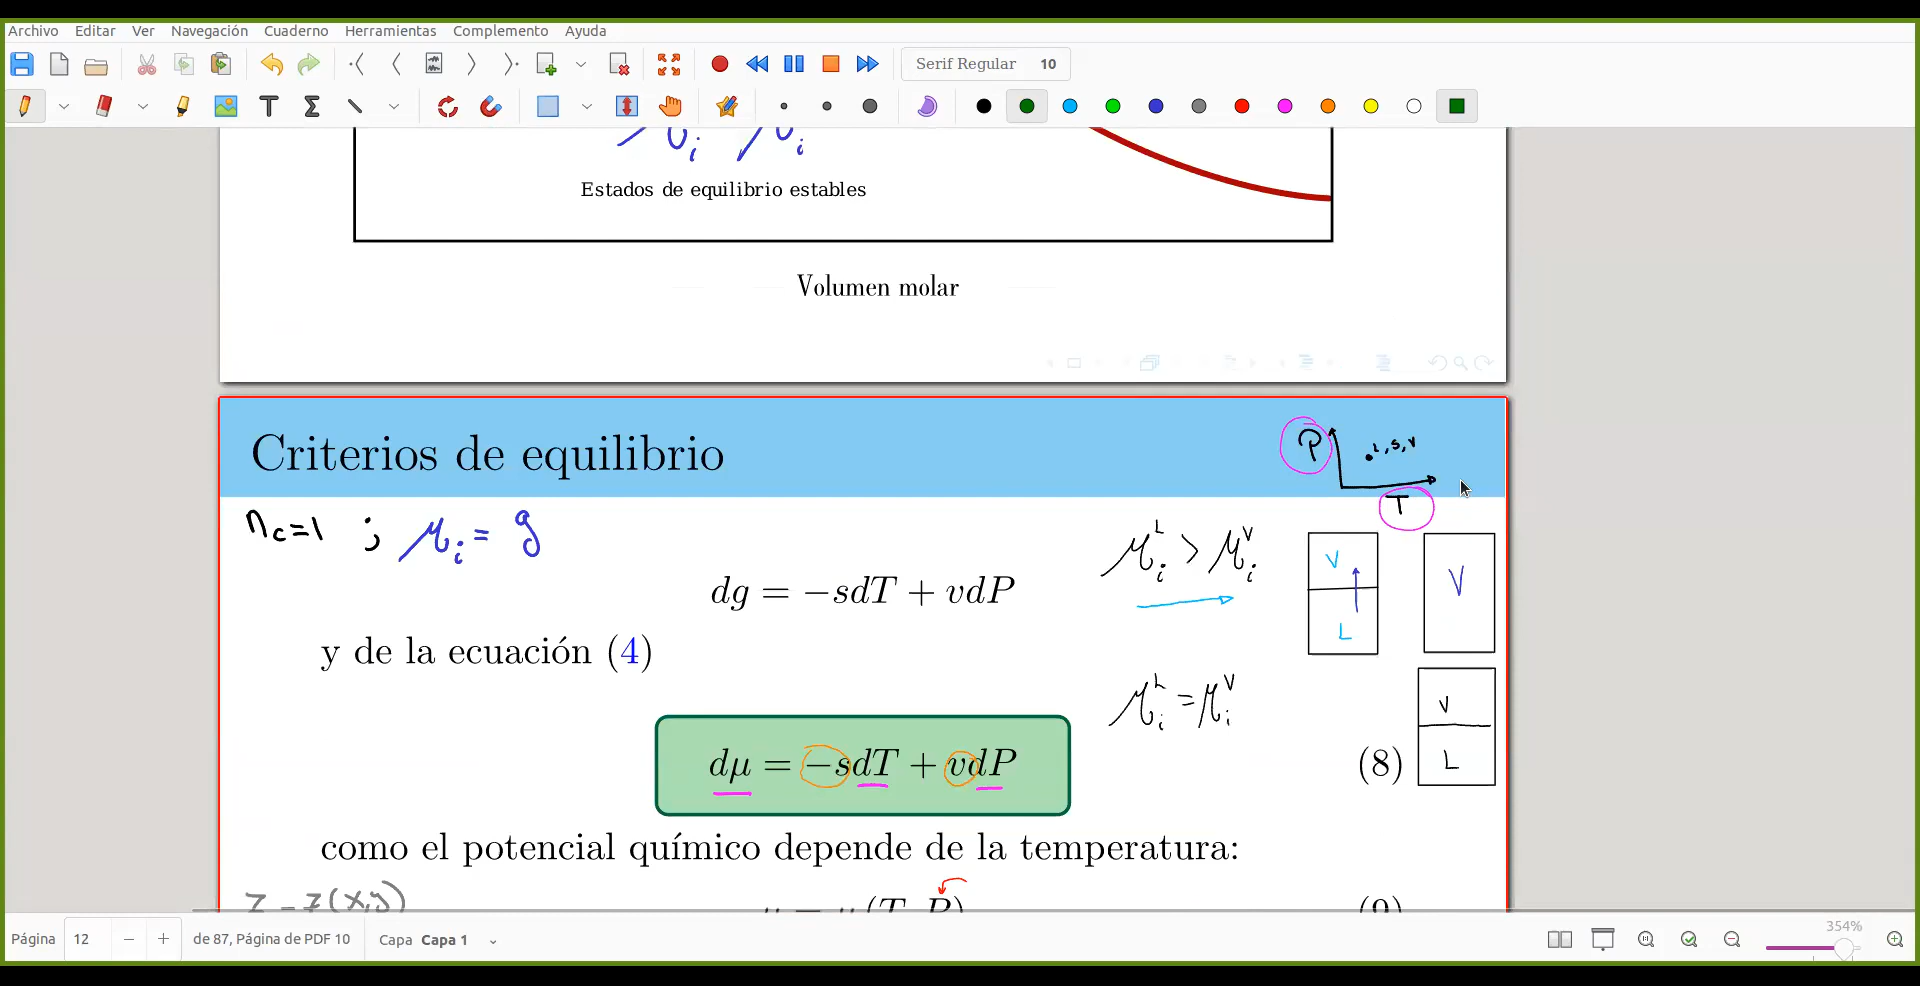 Archivo Editar Ver Navegación Cuaderno Herramientas Complemento Ayuda
Serif Regular 10
Estados de equilibrio estables
Volumen molar
Criterios de equilibrio
P
L, S, V
T
n_c=1 ; μ_i = g
μ_i^L > μ_i^V
V
L
V
dg = −sdT + vdP
y de la ecuación (4)
μ_i^L = μ_i^V
V
L
dμ = −sdT + vdP (8)
como el potencial químico depende de la temperatura:
Página 12 de 87, Página de PDF 10 Capa Capa 1 354%